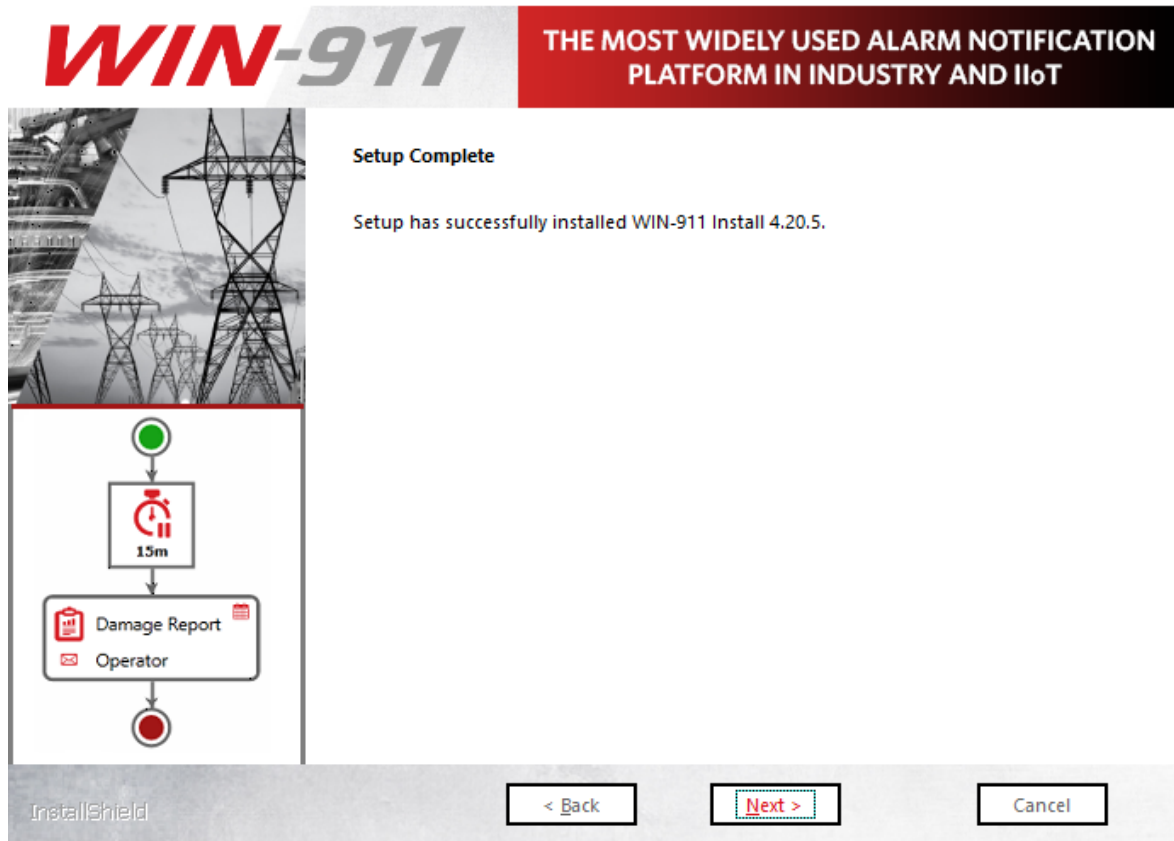 WIN-911
THE MOST WIDELY USED ALARM NOTIFICATION
PLATFORM IN INDUSTRY AND IIoT
Setup Complete
Setup has successfully installed WIN-911 Install 4.20.5.
15m
Damage Report
Operator
InstallShield
< Back
Next >
Cancel